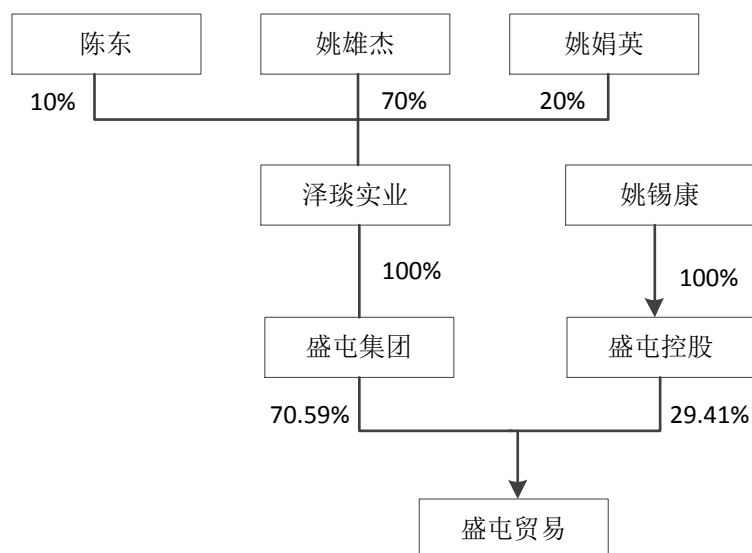 陈东
姚雄杰
姚娟英
10%
70%
20%
泽琰实业
姚锡康
100%
100%
盛屯集团
盛屯控股
70.59%
29.41%
盛屯贸易